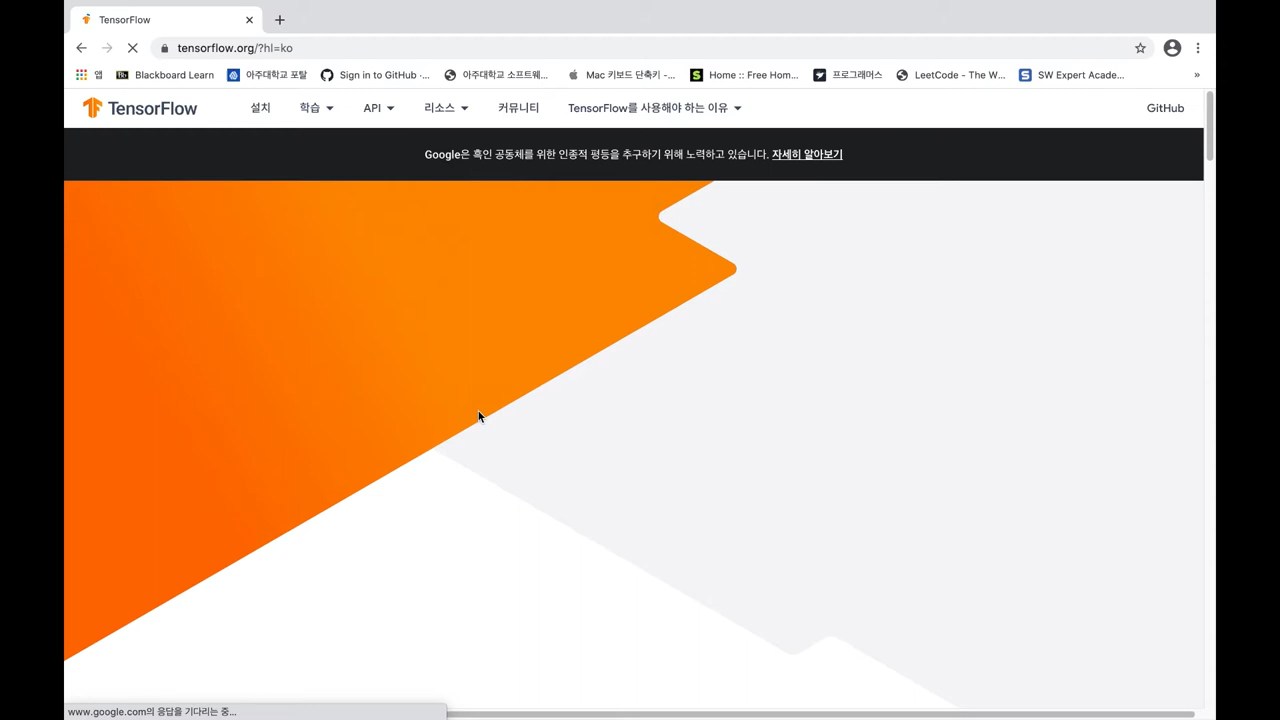 TensorFlow
tensorflow.org/?hl=ko
앱 Bb Blackboard Learn 아주대학교 포탈 Sign in to GitHub ·... 아주대학교 소프트웨... Mac 키보드 단축키 -... S Home :: Free Hom... 프로그래머스 LeetCode - The W... S SW Expert Acade... »
TensorFlow 설치 학습 API 리소스 커뮤니티 TensorFlow를 사용해야 하는 이유 GitHub
Google은 흑인 공동체를 위한 인종적 평등을 추구하기 위해 노력하고 있습니다. 자세히 알아보기
www.google.com의 응답을 기다리는 중...